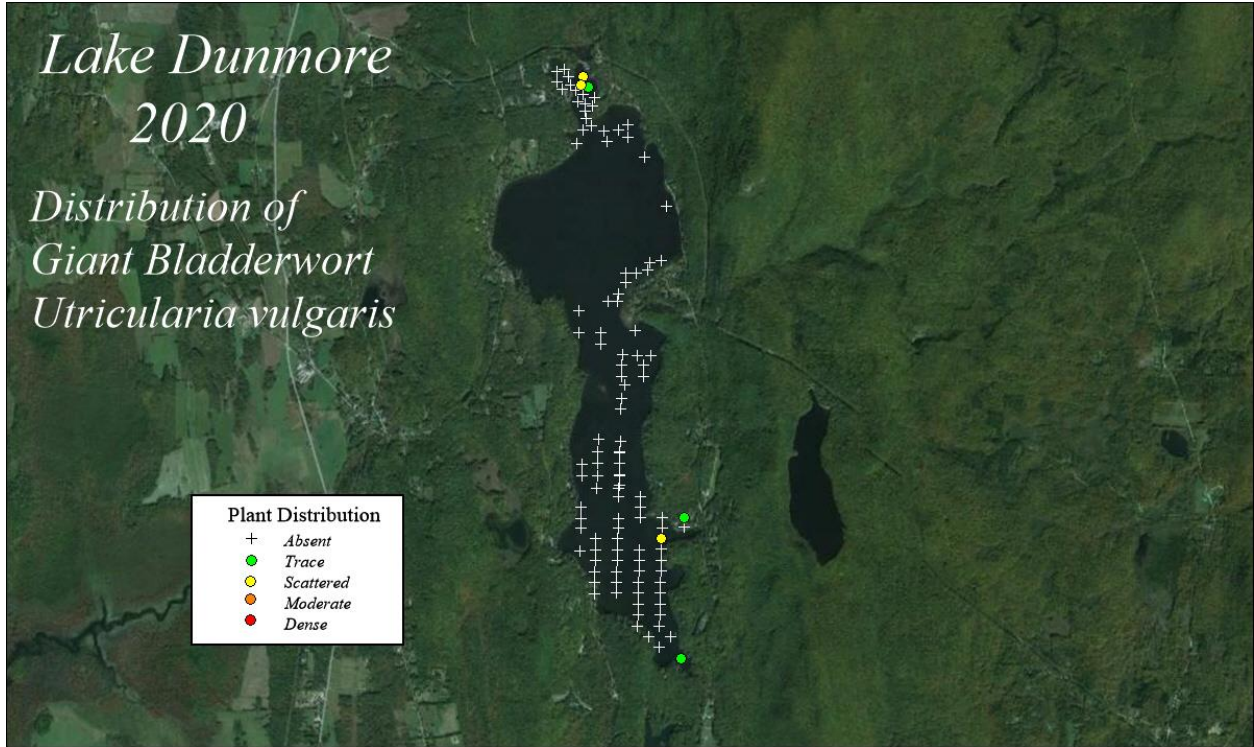 Lake Dunmore
2020
Distribution of
Giant Bladderwort
Utricularia vulgaris
Plant Distribution
Absent
Trace
Scattered
Moderate
Dense